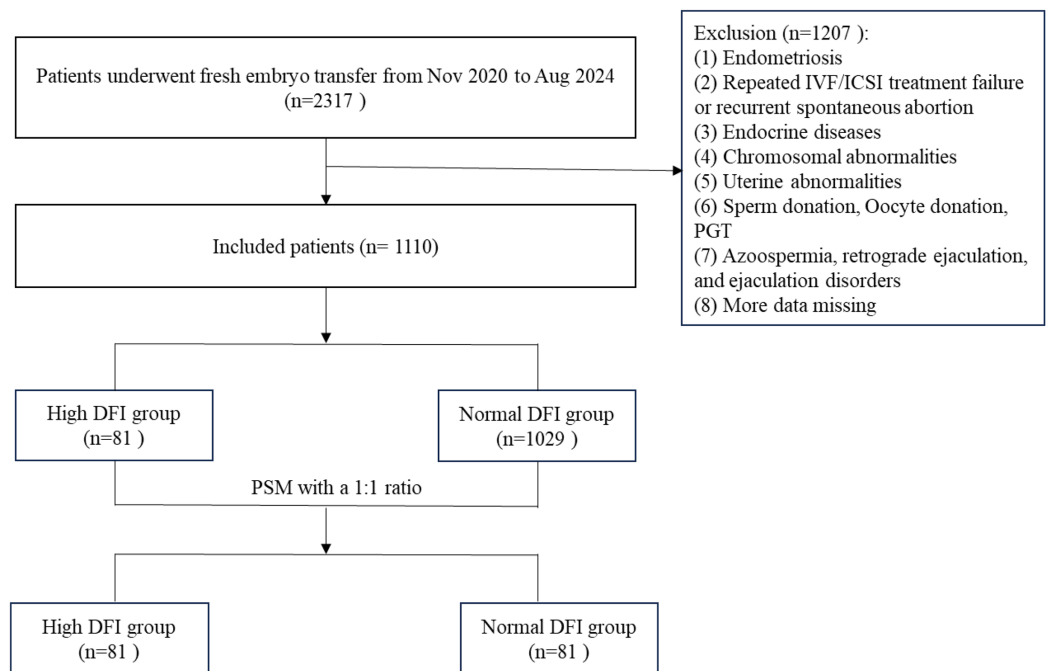 Patients underwent fresh embryo transfer from Nov 2020 to Aug 2024
(n=2317 )
Exclusion (n=1207 ):
(1) Endometriosis
(2) Repeated IVF/ICSI treatment failure
or recurrent spontaneous abortion
(3) Endocrine diseases
(4) Chromosomal abnormalities
(5) Uterine abnormalities
(6) Sperm donation, Oocyte donation,
PGT
(7) Azoospermia, retrograde ejaculation,
and ejaculation disorders
(8) More data missing
Included patients (n= 1110)
High DFI group
(n=81 )
Normal DFI group
(n=1029 )
PSM with a 1:1 ratio
High DFI group
(n=81 )
Normal DFI group
(n=81 )